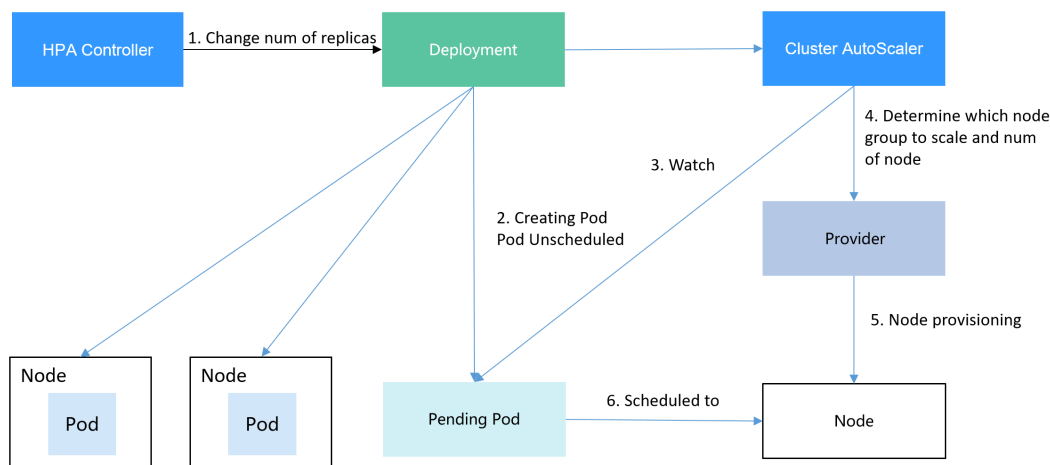 HPA Controller
1. Change num of replicas
Deployment
Cluster AutoScaler
4. Determine which node
group to scale and num
of node
3. Watch
2. Creating Pod
Pod Unscheduled
Provider
5. Node provisioning
Node
Pod
Node
Pod
Pending Pod
6. Scheduled to
Node